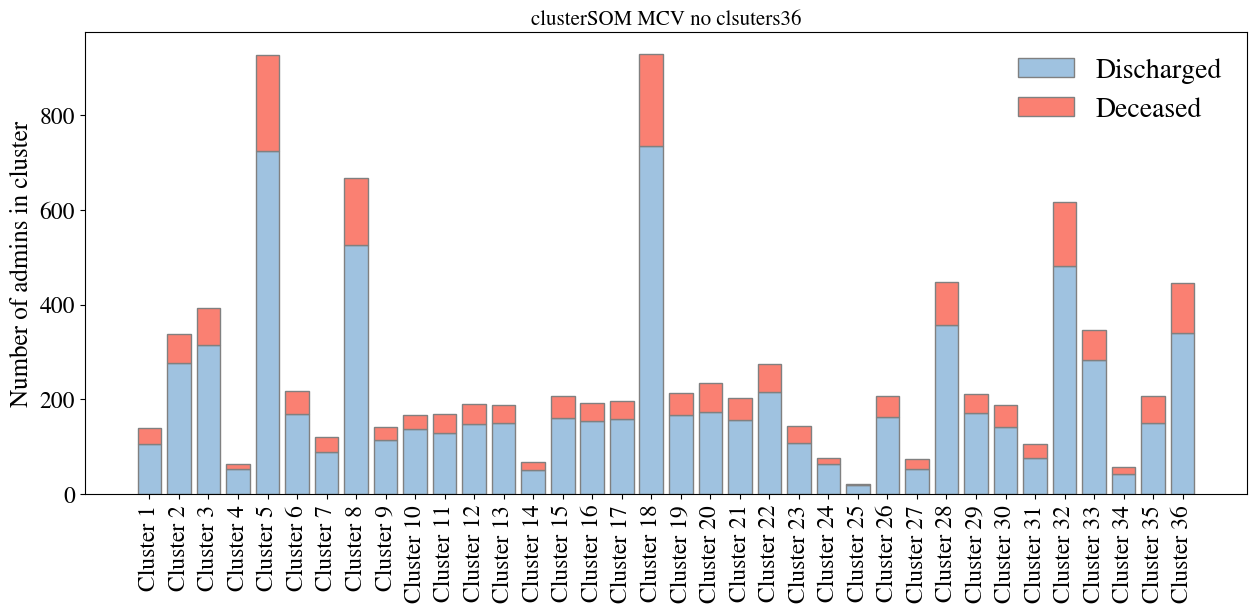 clusterSOM MCV no clsuters36
Discharged
Deceased
Number of admins in cluster
800
600
400
200
0
Cluster 1
Cluster 2
Cluster 3
Cluster 4
Cluster 5
Cluster 6
Cluster 7
Cluster 8
Cluster 9
Cluster 10
Cluster 11
Cluster 12
Cluster 13
Cluster 14
Cluster 15
Cluster 16
Cluster 17
Cluster 18
Cluster 19
Cluster 20
Cluster 21
Cluster 22
Cluster 23
Cluster 24
Cluster 25
Cluster 26
Cluster 27
Cluster 28
Cluster 29
Cluster 30
Cluster 31
Cluster 32
Cluster 33
Cluster 34
Cluster 35
Cluster 36